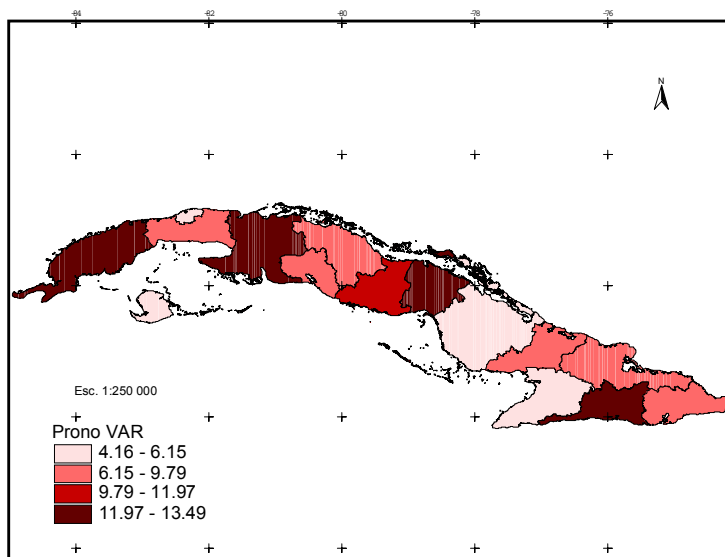 -84 -82 -80 -78 -76
N
Esc. 1:250 000
Prono VAR
4.16 - 6.15
6.15 - 9.79
9.79 - 11.97
11.97 - 13.49